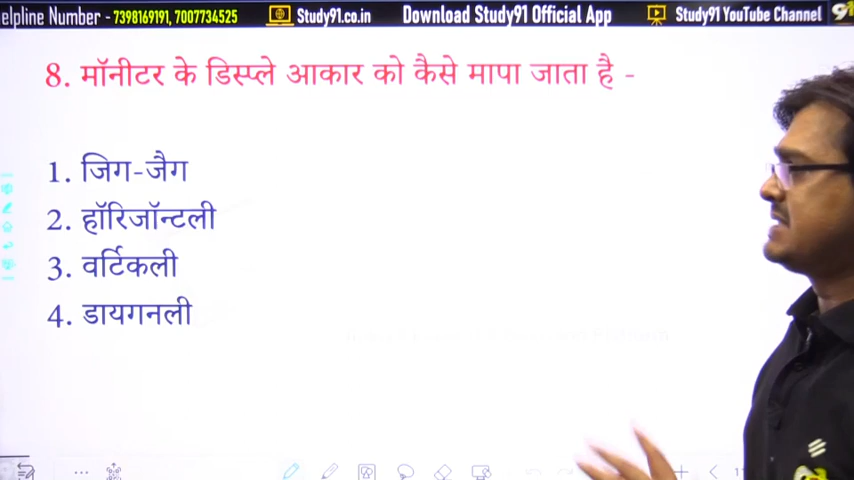 elpline Number - 7398169191, 7007734525 Study91.co.in Download Study91 Official App Study91 YouTube Channel 91
8. मॉनीटर के डिस्प्ले आकार को कैसे मापा जाता है -
1. जिग-जैग
2. हॉरिजॉन्टली
3. वर्टिकली
4. डायगनली